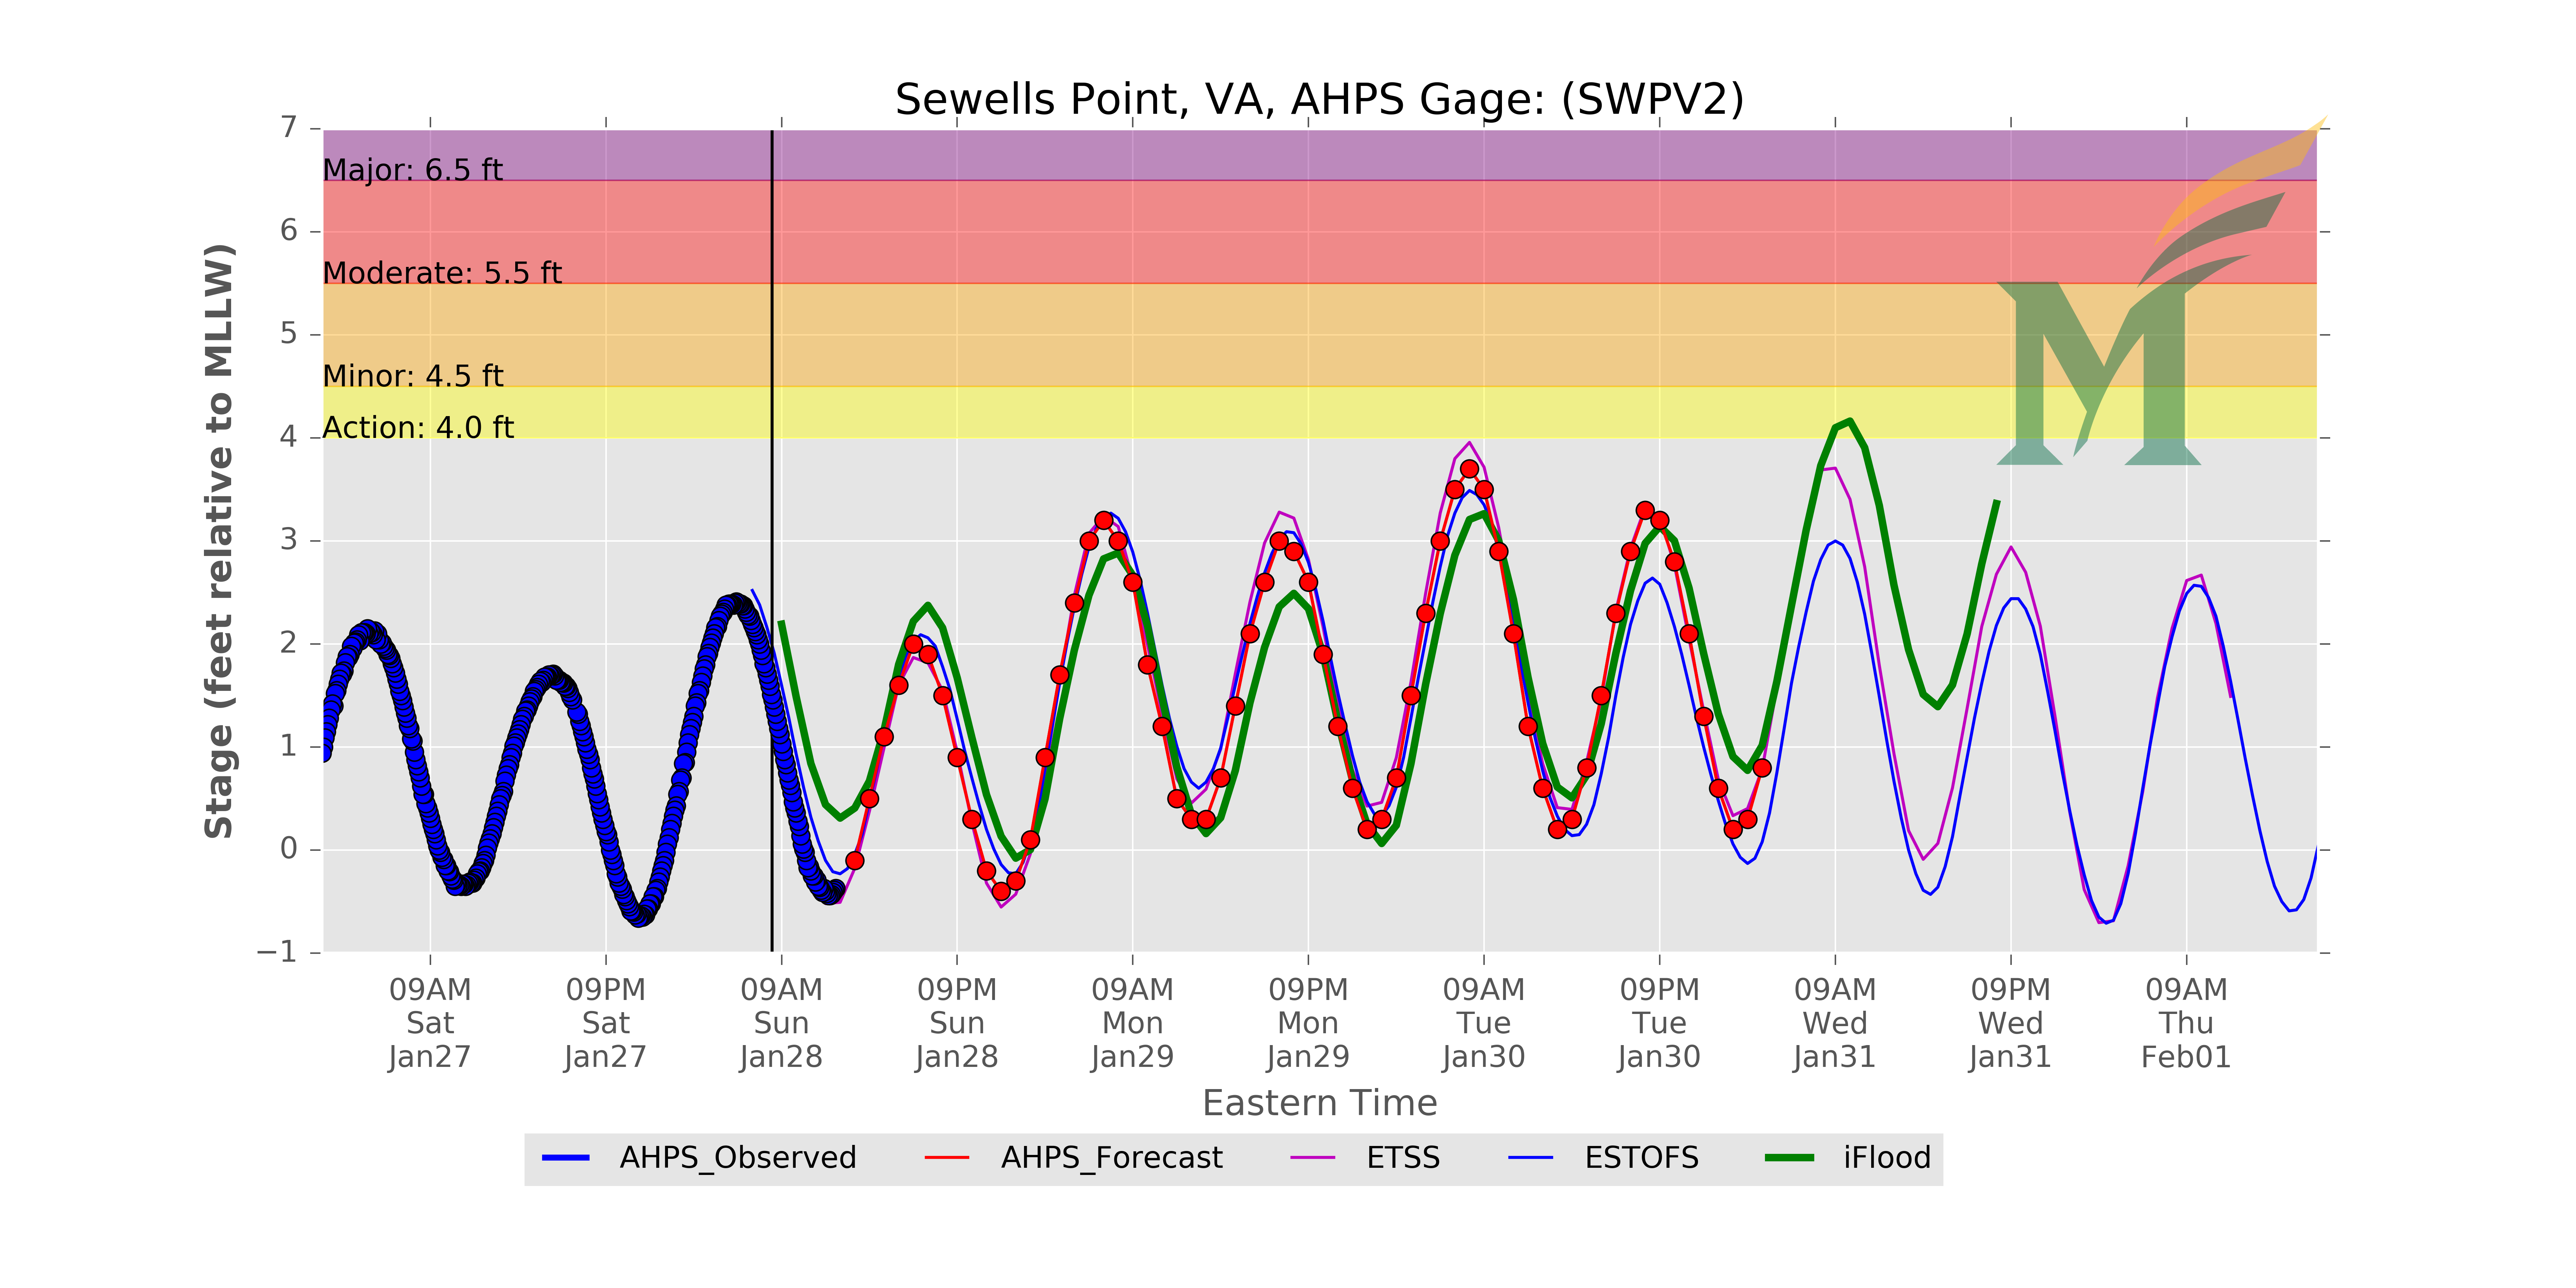 Sewells Point, VA, AHPS Gage: (SWPV2)
7
Major: 6.5 ft
6
Moderate: 5.5 ft
5
Minor: 4.5 ft
Action: 4.0 ft
4
3
2
1
0
−1
Stage (feet relative to MLLW)
09AM Sat Jan27
09PM Sat Jan27
09AM Sun Jan28
09PM Sun Jan28
09AM Mon Jan29
09PM Mon Jan29
09AM Tue Jan30
09PM Tue Jan30
09AM Wed Jan31
09PM Wed Jan31
09AM Thu Feb01
Eastern Time
AHPS_Observed AHPS_Forecast ETSS ESTOFS iFlood
M